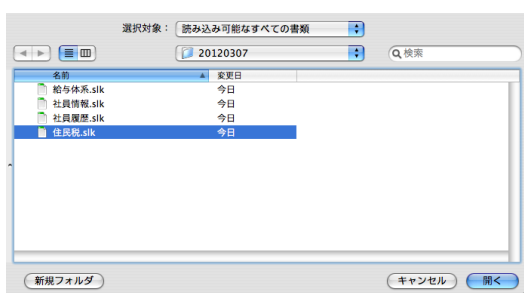 選択対象： 読み込み可能なすべての書類
20120307 検索
名前 変更日
給与体系.slk 今日
社員情報.slk 今日
社員履歴.slk 今日
住民税.slk 今日
新規フォルダ キャンセル 開く